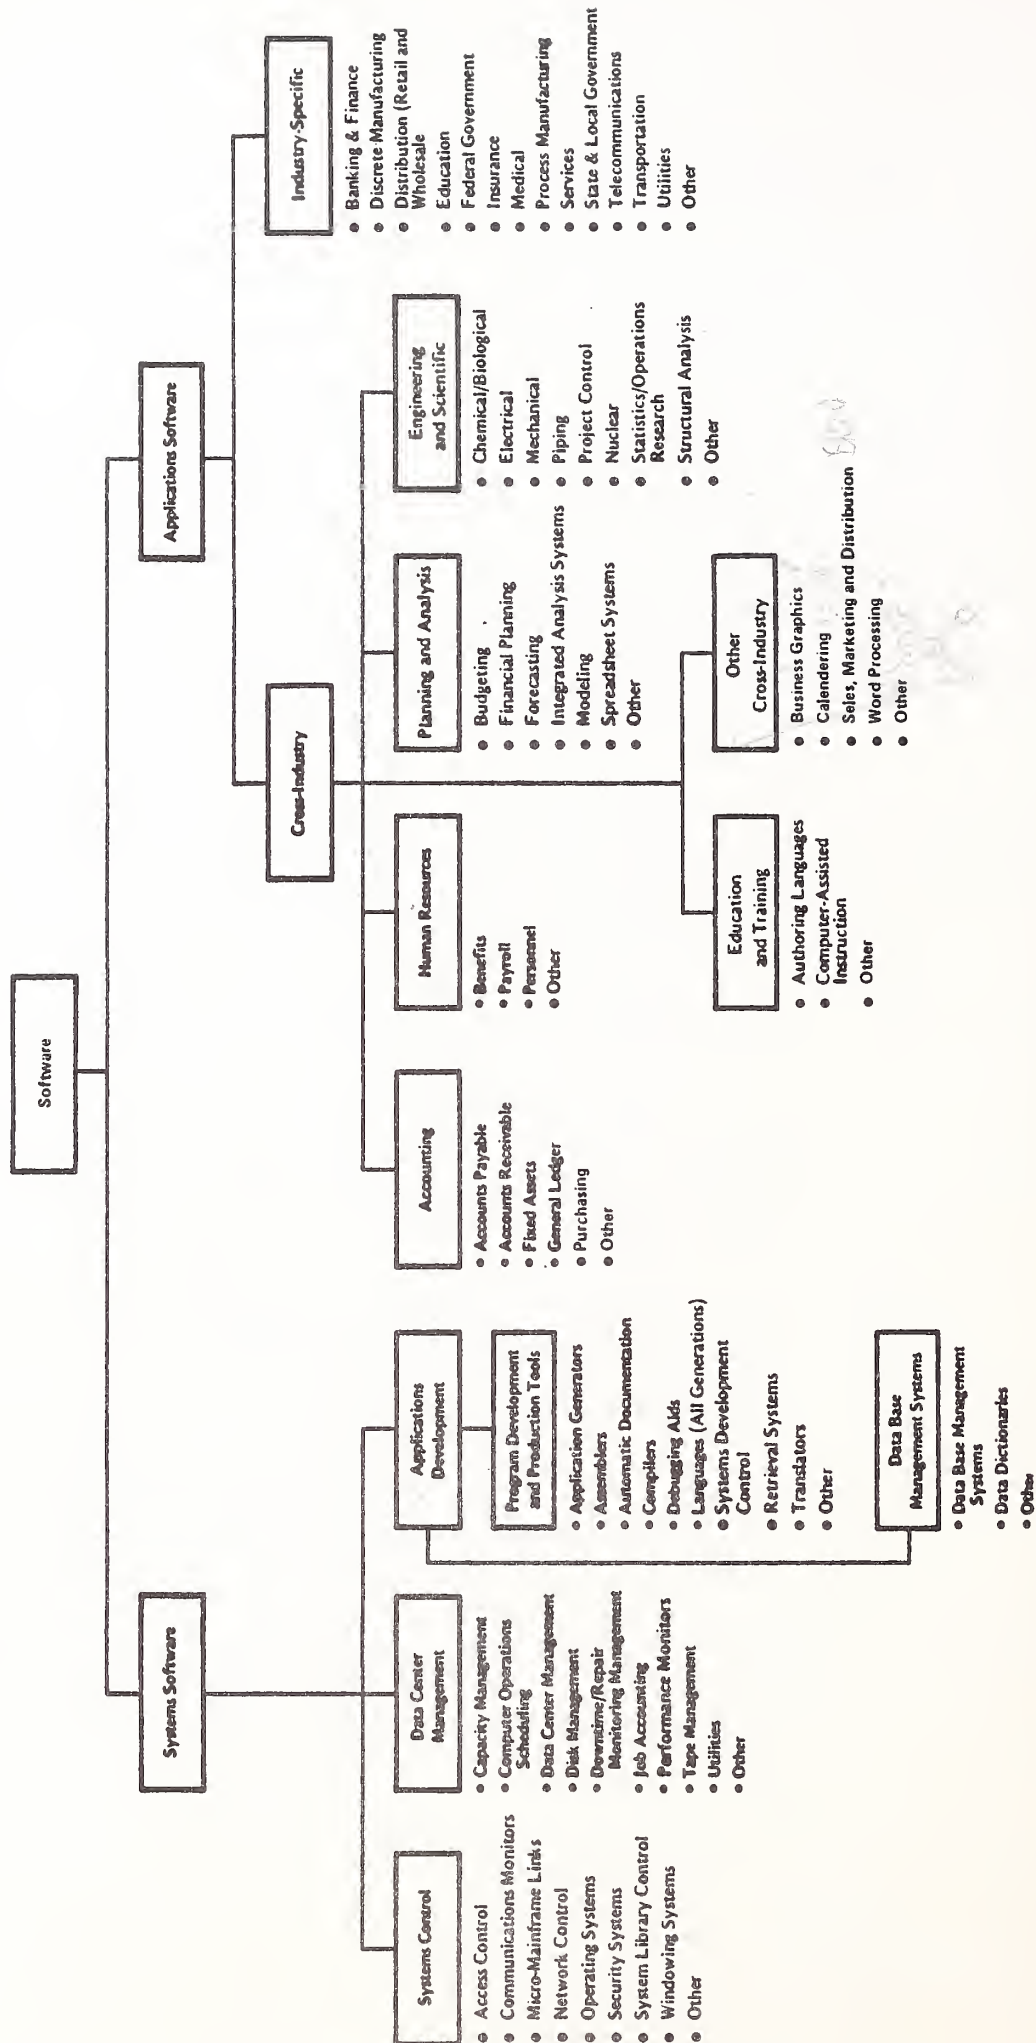 Software
Systems Software
Applications Software
Cross-Industry
Industry-Specific
• Banking & Finance
• Discrete Manufacturing
• Distribution (Retail and
Wholesale
• Education
• Federal Government
• Insurance
• Medical
• Process Manufacturing
• Services
• State & Local Government
• Telecommunications
• Transportation
• Utilities
• Other
Systems Control
• Access Control
• Communications Monitors
• Micro-Mainframe Links
• Network Control
• Operating Systems
• Security Systems
• System Library Control
• Windowing Systems
• Other
Data Center
Management
• Capacity Management
• Computer Operations
Scheduling
• Data Center Management
• Disk Management
• Downtime/Repair
Monitoring Management
• Job Accounting
• Performance Monitors
• Tape Management
• Utilities
• Other
Applications
Development
Program Development
and Production Tools
• Application Generators
• Assemblers
• Automatic Documentation
• Compilers
• Debugging Aids
• Languages (All Generations)
• Systems Development
Control
• Retrieval Systems
• Translators
• Other
Data Base
Management Systems
• Data Base Management
Systems
• Data Dictionaries
• Other
Accounting
• Accounts Payable
• Accounts Receivable
• Fixed Assets
• General Ledger
• Purchasing
• Other
Human Resources
• Benefits
• Payroll
• Personnel
• Other
Planning and Analysis
• Budgeting
• Financial Planning
• Forecasting
• Integrated Analysis Systems
• Modeling
• Spreadsheet Systems
• Other
Engineering
and Scientific
• Chemical/Biological
• Electrical
• Mechanical
• Piping
• Project Control
• Nuclear
• Statistics/Operations
Research
• Structural Analysis
• Other
Education
and Training
• Authoring Languages
• Computer-Assisted
Instruction
• Other
Other
Cross-Industry
• Business Graphics
• Calendering
• Sales, Marketing and Distribution
• Word Processing
• Other